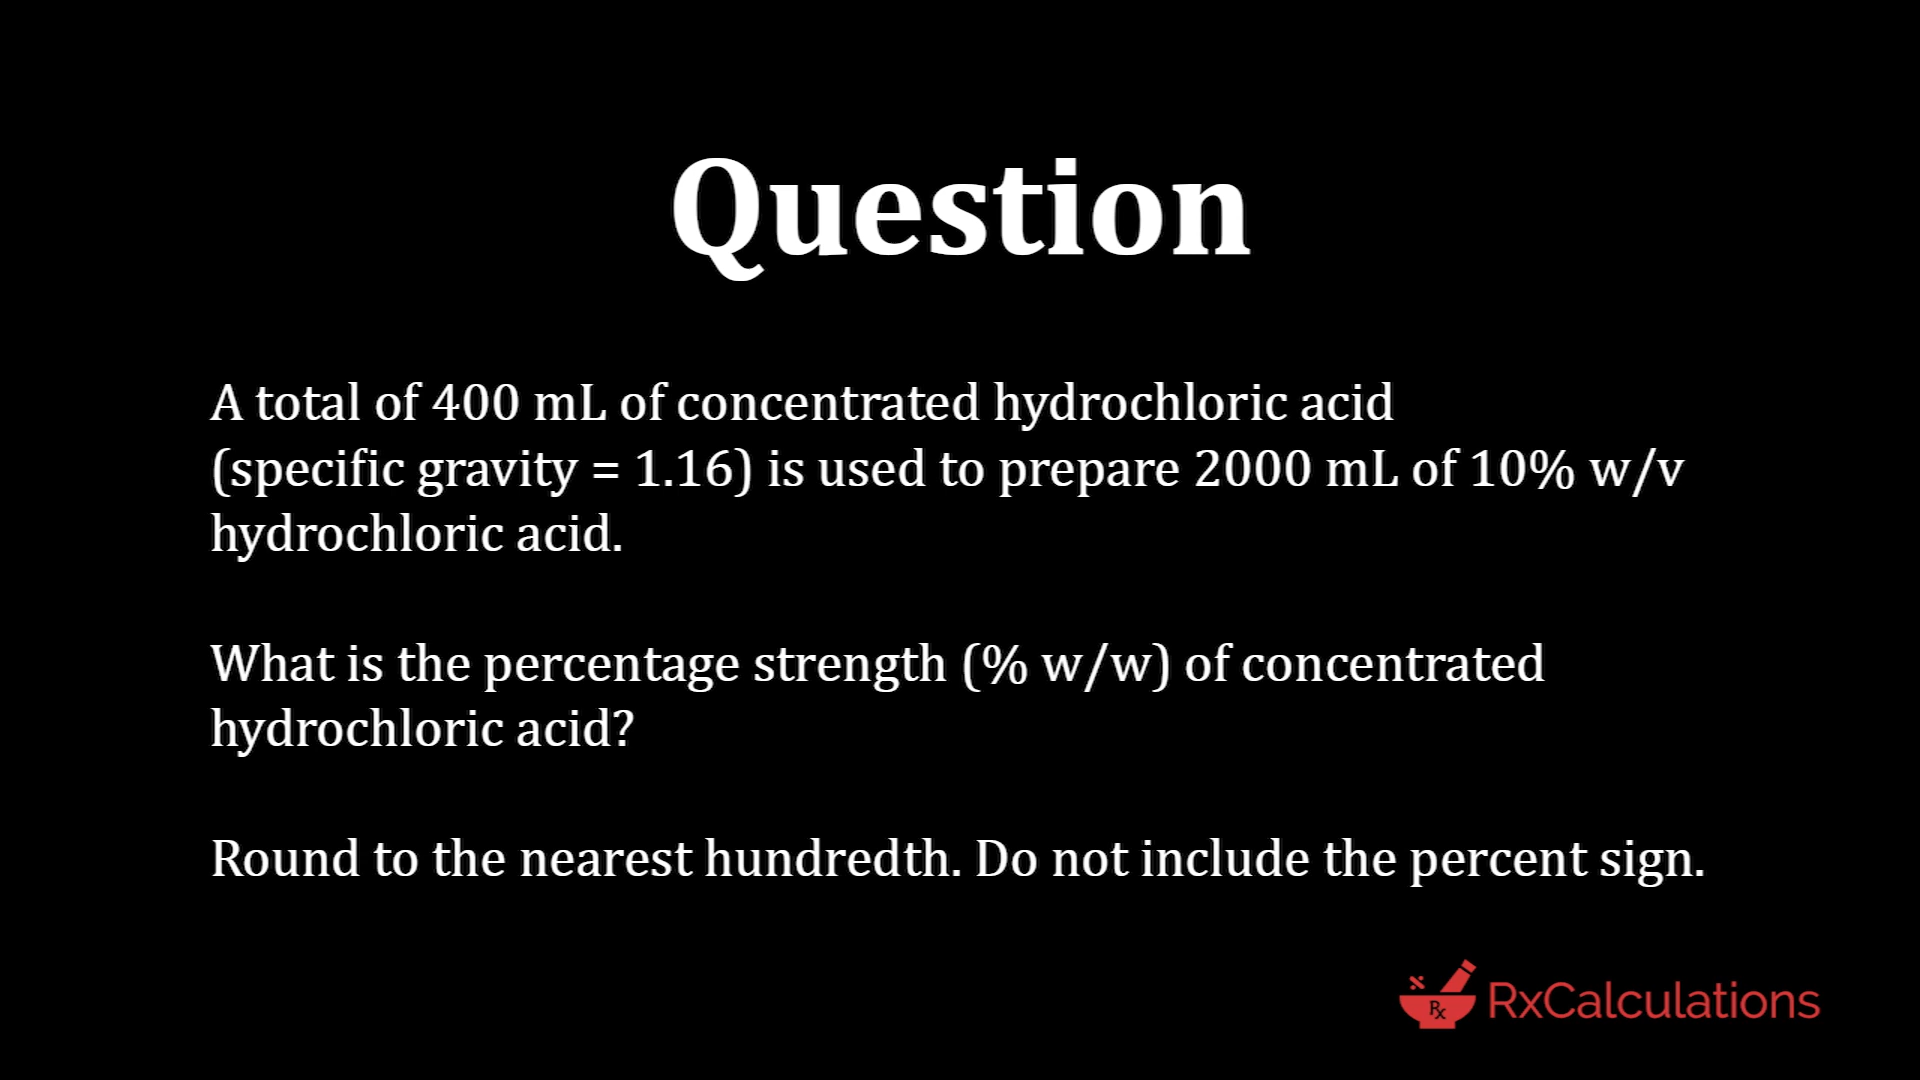 Question
A total of 400 mL of concentrated hydrochloric acid
(specific gravity = 1.16) is used to prepare 2000 mL of 10% w/v
hydrochloric acid.
What is the percentage strength (% w/w) of concentrated
hydrochloric acid?
Round to the nearest hundredth. Do not include the percent sign.
Rx RxCalculations